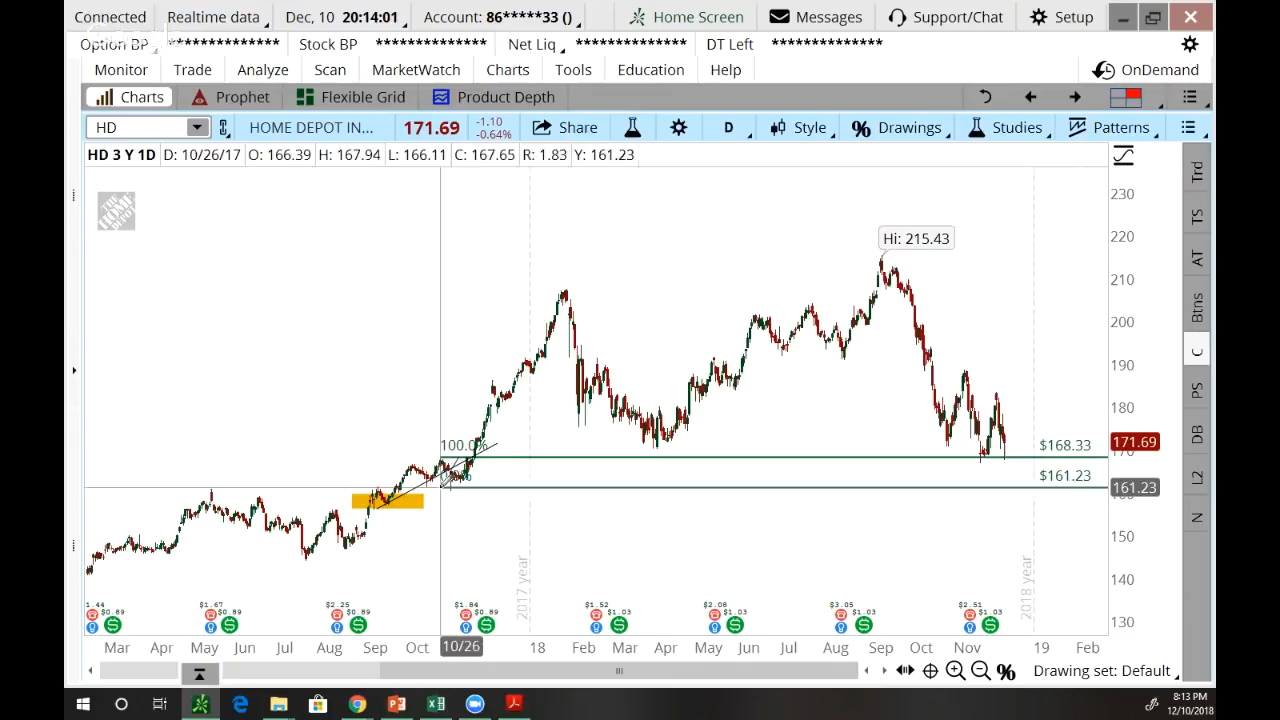 Connected Realtime data Dec, 10 20:14:01 Account: 86*****33 () Home Screen Messages Support/Chat Setup
Option BP ************** Stock BP ************** Net Liq ************** DT Left **************
Monitor Trade Analyze Scan MarketWatch Charts Tools Education Help OnDemand
Charts Prophet Flexible Grid Product Depth
HD HOME DEPOT IN... 171.69 -1.10 -0.64% Share D Style % Drawings Studies Patterns
HD 3 Y 1D D: 10/26/17 O: 166.39 H: 167.94 L: 166.11 C: 167.65 R: 1.83 Y: 161.23
THE HOME DEPOT
Hi: 215.43
230
220
210
200
190
180
170
150
140
130
100.0%
$168.33
$161.23
171.69
161.23
2017 year
2018 year
1.44 $0.89 $1.67 $0.89 $2.25 $0.89 $1.84 $0.89 $1.52 $1.03 $2.08 $1.03 $3.05 $1.03 $2.51 $1.03
Mar Apr May Jun Jul Aug Sep Oct 10/26 18 Feb Mar Apr May Jun Jul Aug Sep Oct Nov 19 Feb
% Drawing set: Default
Trd
TS
AT
Btns
C
PS
DB
L2
N
8:13 PM
12/10/2018